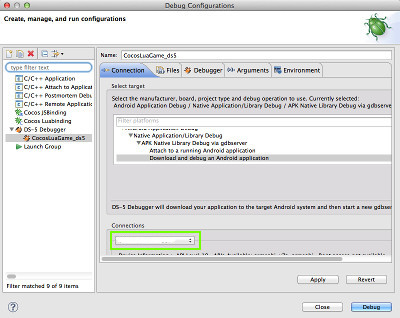 Debug Configurations
Create, manage, and run configurations
type filter text
C/C++ Application
C/C++ Attach to Application
C/C++ Postmortem Debugger
C/C++ Remote Application
Cocos JSBinding
Cocos Luabinding
DS-5 Debugger
CocosLuaGame_ds5
Launch Group
Filter matched 9 of 9 items
Name: CocosLuaGame_ds5
Connection
Files
Debugger
Arguments
Environment
Select target
Select the manufacturer, board, project type and debug operation to use. Currently selected:
Android Application Debug / Native Application/Library Debug / APK Native Library Debug via gdbserver
Filter platforms
Native Application/Library Debug
APK Native Library Debug via gdbserver
Attach to a running Android application
Download and debug an Android application
DS-5 Debugger will download your application to the target Android system and then start a new gdbserver
Connections
Apply
Revert
?
Close
Debug